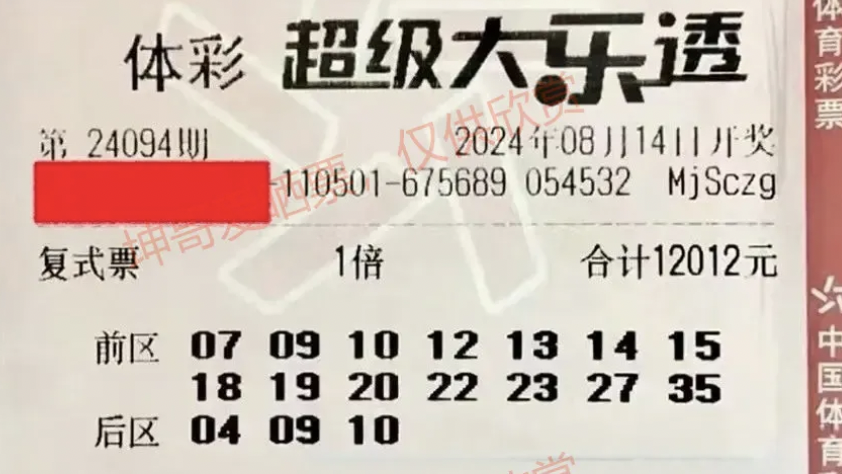 体彩 超级大乐透
第 24094期 2024年08月14日开奖
-110501-675689 054532 MjSczg
坤哥爱晒票，仅供欣赏
复式票 1倍 合计12012元
前区 07 09 10 12 13 14 15
18 19 20 22 23 27 35
后区 04 09 10
体育彩票
中国体育